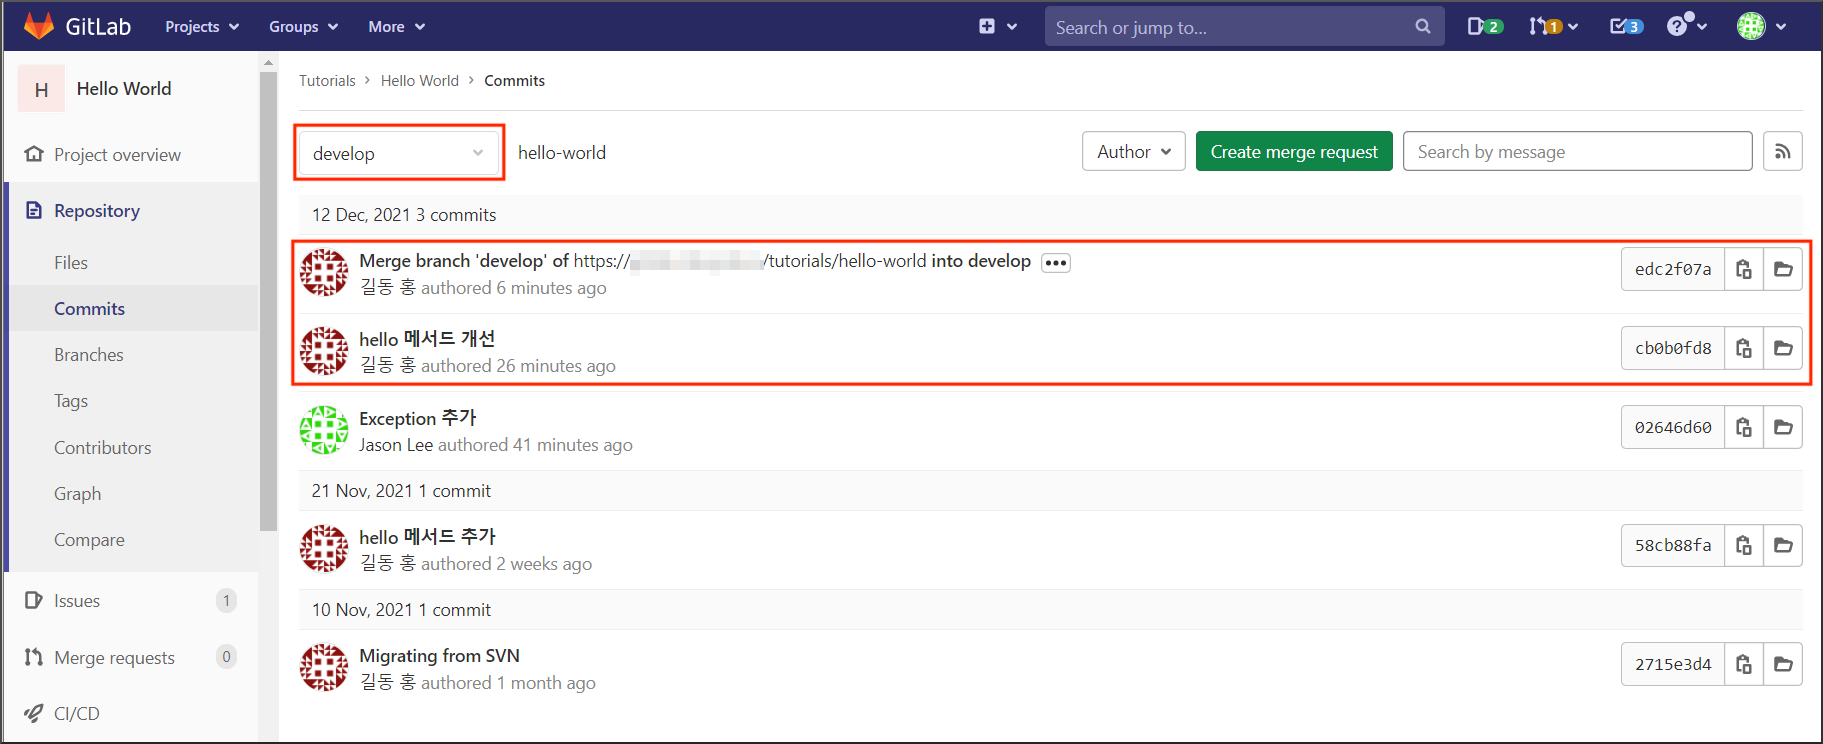 GitLab Projects Groups More Search or jump to... 2 1 3
H Hello World
Project overview
Repository
Files
Commits
Branches
Tags
Contributors
Graph
Compare
Issues 1
Merge requests 0
CI/CD
Tutorials > Hello World > Commits
develop hello-world Author Create merge request Search by message
12 Dec, 2021 3 commits
Merge branch 'develop' of https:// /tutorials/hello-world into develop
길동 홍 authored 6 minutes ago
edc2f07a
hello 메서드 개선
길동 홍 authored 26 minutes ago
cb0b0fd8
Exception 추가
Jason Lee authored 41 minutes ago
02646d60
21 Nov, 2021 1 commit
hello 메서드 추가
길동 홍 authored 2 weeks ago
58cb88fa
10 Nov, 2021 1 commit
Migrating from SVN
길동 홍 authored 1 month ago
2715e3d4